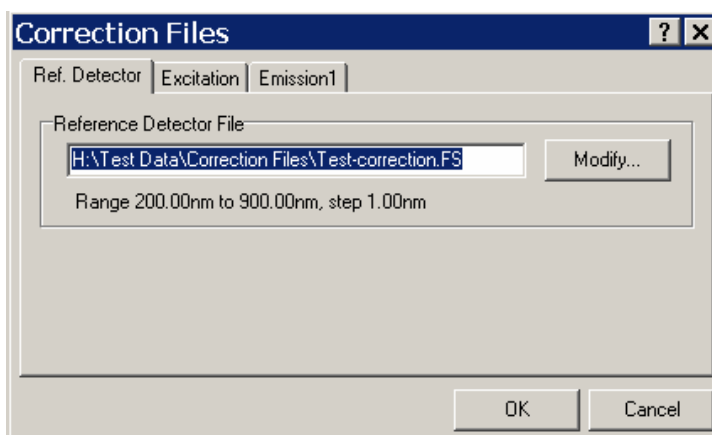 Correction Files
?
Ref. Detector Excitation Emission1
Reference Detector File
H:\Test Data\Correction Files\Test-correction.FS
Modify...
Range 200.00nm to 900.00nm, step 1.00nm
OK Cancel